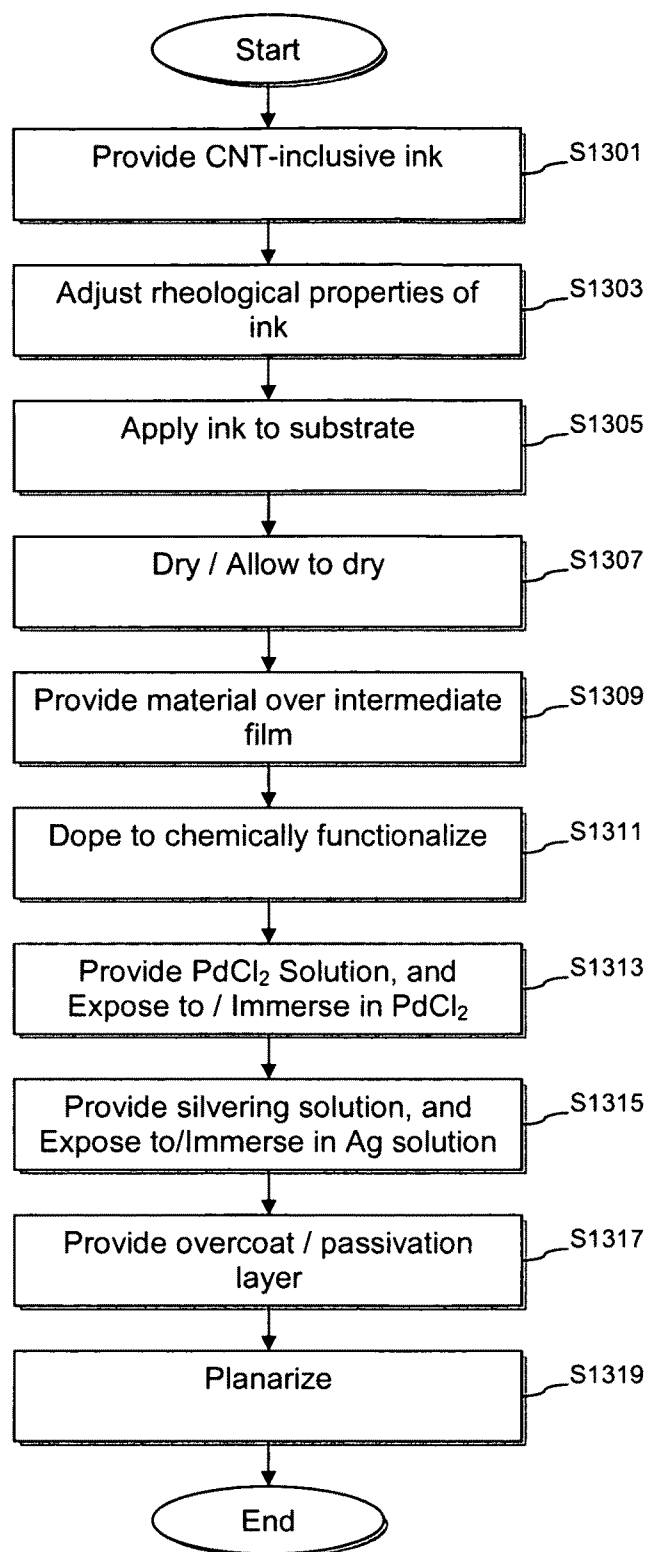 Start
Provide CNT-inclusive ink
S1301
Adjust rheological properties of
ink
S1303
Apply ink to substrate
S1305
Dry / Allow to dry
S1307
Provide material over intermediate
film
S1309
Dope to chemically functionalize
S1311
Provide PdCl₂ Solution, and
Expose to / Immerse in PdCl₂
S1313
Provide silvering solution, and
Expose to/Immerse in Ag solution
S1315
Provide overcoat / passivation
layer
S1317
Planarize
S1319
End